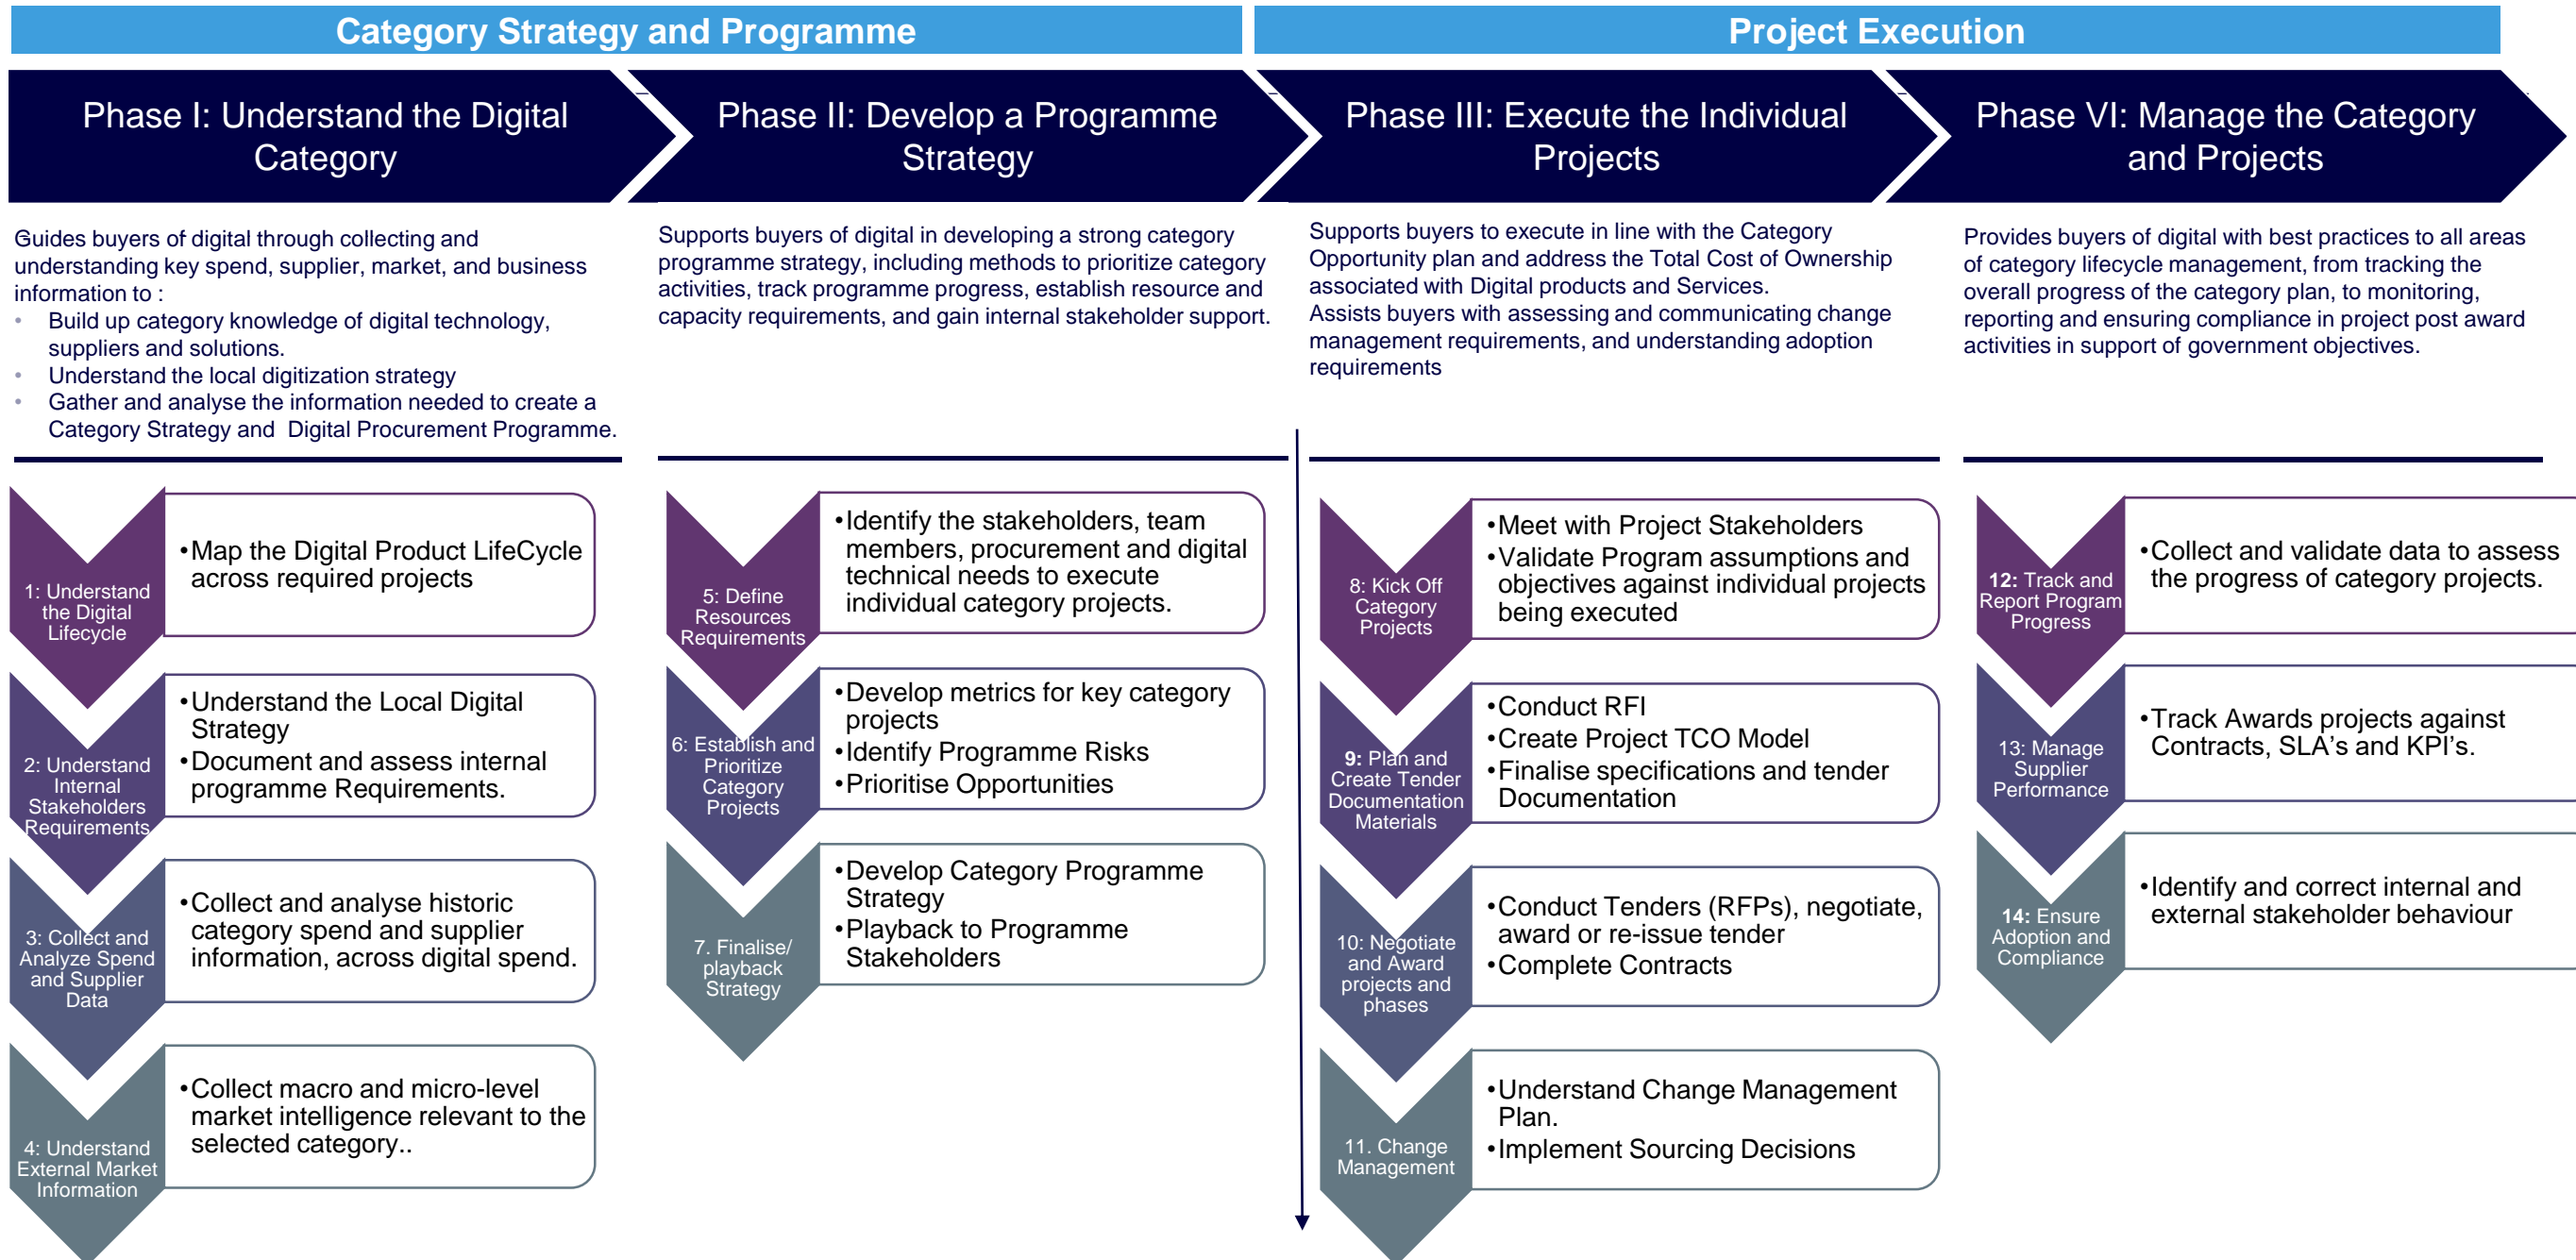 Category Strategy and Programme
Project Execution
Phase I: Understand the Digital
Category
Phase II: Develop a Programme
Strategy
Phase III: Execute the Individual
Projects
Phase VI: Manage the Category
and Projects
Guides buyers of digital through collecting and
understanding key spend, supplier, market, and business
information to :
• Build up category knowledge of digital technology,
suppliers and solutions.
• Understand the local digitization strategy
• Gather and analyse the information needed to create a
Category Strategy and Digital Procurement Programme.
Supports buyers of digital in developing a strong category
programme strategy, including methods to prioritize category
activities, track programme progress, establish resource and
capacity requirements, and gain internal stakeholder support.
Supports buyers to execute in line with the Category
Opportunity plan and address the Total Cost of Ownership
associated with Digital products and Services.
Assists buyers with assessing and communicating change
management requirements, and understanding adoption
requirements
Provides buyers of digital with best practices to all areas
of category lifecycle management, from tracking the
overall progress of the category plan, to monitoring,
reporting and ensuring compliance in project post award
activities in support of government objectives.
1: Understand
the Digital
Lifecycle
•Map the Digital Product LifeCycle
across required projects
2: Understand
Internal
Stakeholders
Requirements
•Understand the Local Digital
Strategy
•Document and assess internal
programme Requirements.
3: Collect and
Analyze Spend
and Supplier
Data
•Collect and analyse historic
category spend and supplier
information, across digital spend.
4: Understand
External Market
Information
•Collect macro and micro-level
market intelligence relevant to the
selected category..
5: Define
Resources
Requirements
•Identify the stakeholders, team
members, procurement and digital
technical needs to execute
individual category projects.
6: Establish and
Prioritize
Category
Projects
•Develop metrics for key category
projects
•Identify Programme Risks
•Prioritise Opportunities
7. Finalise/
playback
Strategy
•Develop Category Programme
Strategy
•Playback to Programme
Stakeholders
8: Kick Off
Category
Projects
•Meet with Project Stakeholders
•Validate Program assumptions and
objectives against individual projects
being executed
9: Plan and
Create Tender
Documentation
Materials
•Conduct RFI
•Create Project TCO Model
•Finalise specifications and tender
Documentation
10: Negotiate
and Award
projects and
phases
•Conduct Tenders (RFPs), negotiate,
award or re-issue tender
•Complete Contracts
11. Change
Management
•Understand Change Management
Plan.
•Implement Sourcing Decisions
12: Track and
Report Program
Progress
•Collect and validate data to assess
the progress of category projects.
13: Manage
Supplier
Performance
•Track Awards projects against
Contracts, SLA's and KPI's.
14: Ensure
Adoption and
Compliance
•Identify and correct internal and
external stakeholder behaviour